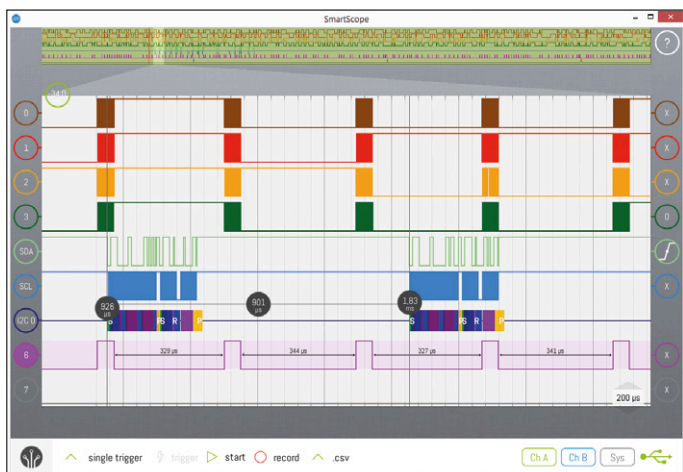 SmartScope
?
0
X
1
X
2
X
3
0
SDA
SCL
X
926 µs
901 µs
1.83 ms
I2C 0
S
PS R P
S
PS R P
6
329 µs
344 µs
327 µs
341 µs
X
7
X
200 µs
single trigger
trigger
start
record
.csv
Ch A
Ch B
Sys